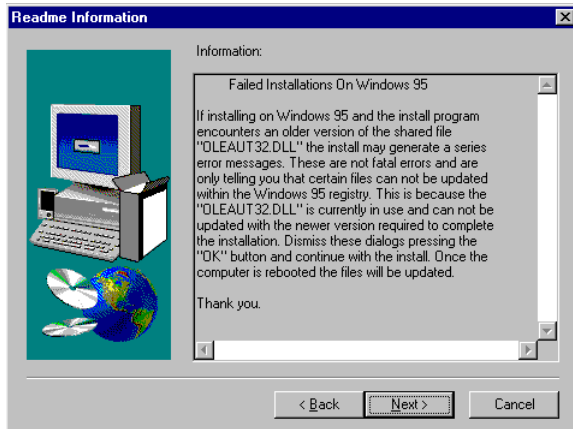 Readme Information
Information:
Failed Installations On Windows 95
If installing on Windows 95 and the install program
encounters an older version of the shared file
"OLEAUT32.DLL" the install may generate a series
error messages. These are not fatal errors and are
only telling you that certain files can not be updated
within the Windows 95 registry. This is because the
"OLEAUT32.DLL" is currently in use and can not be
updated with the newer version required to complete
the installation. Dismiss these dialogs pressing the
"OK" button and continue with the install. Once the
computer is rebooted the files will be updated.
Thank you.
< Back
Next >
Cancel